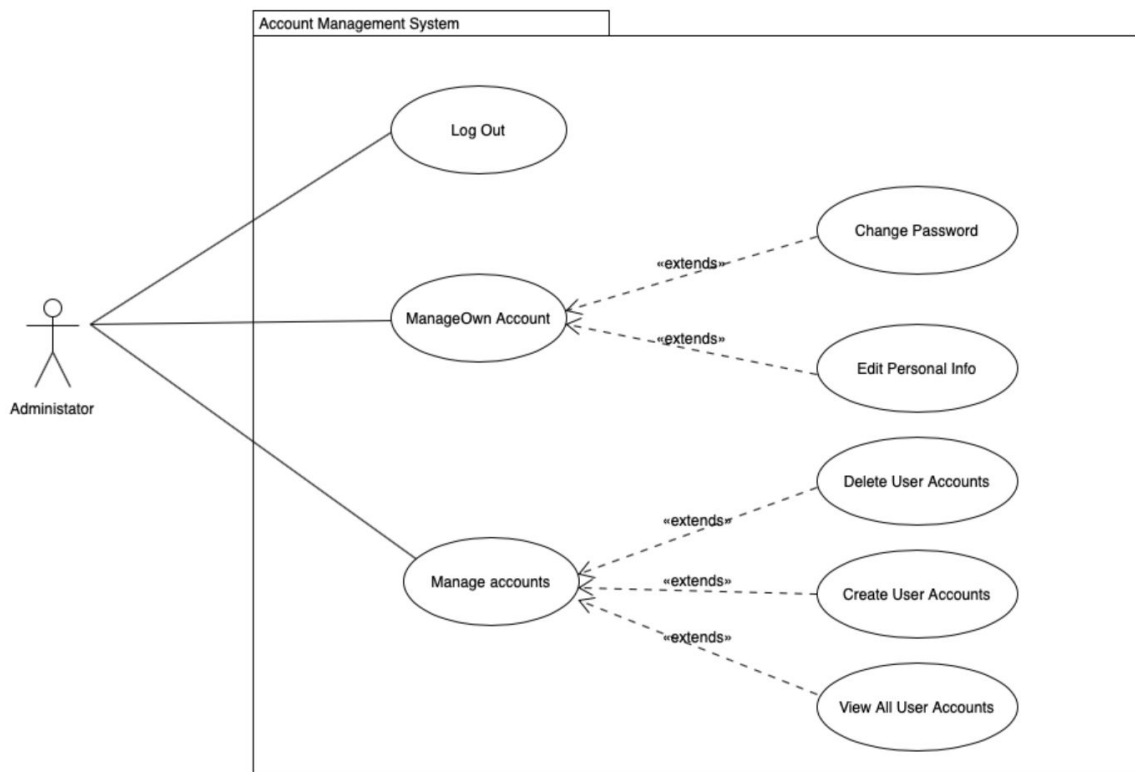 Account Management System
Log Out
Change Password
«extends»
ManageOwn Account
«extends»
Edit Personal Info
Administator
Delete User Accounts
«extends»
Manage accounts
«extends»
Create User Accounts
«extends»
View All User Accounts